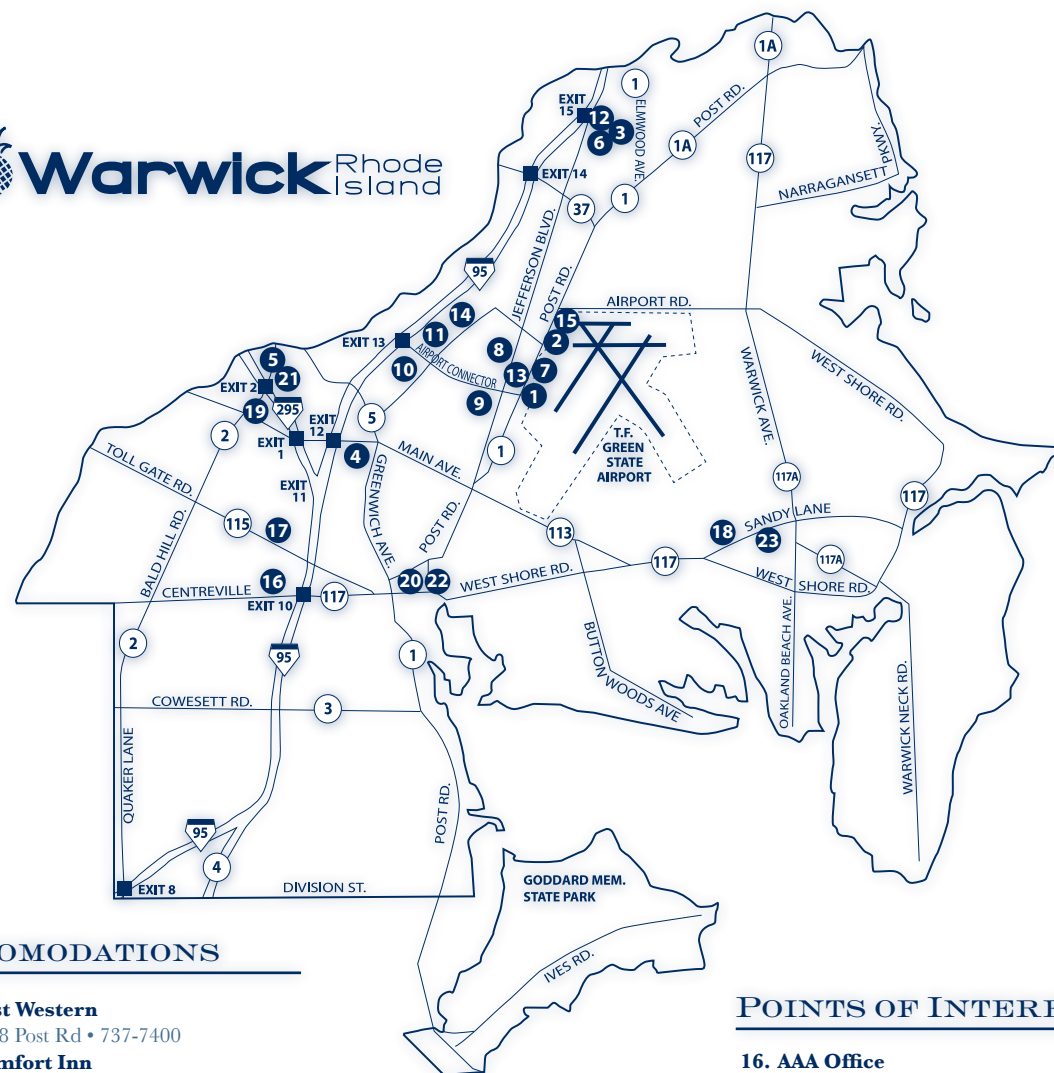 Warwick Rhode Island
1A
1
EXIT 15
12
3
6
ELMWOOD AVE.
POST RD.
1A
117
NARRAGANSETT PKWY.
EXIT 14
37
1
95
JEFFERSON BLVD.
POST RD.
AIRPORT RD.
14
15
11
2
EXIT 13
8
10
AIRPORT CONNECTOR
13
7
1
9
5
EXIT 2
21
19
295
2
EXIT 1
EXIT 12
4
5
EXIT 11
TOLL GATE RD.
BALD HILL RD.
GREENWICH AVE.
MAIN AVE.
1
T.F. GREEN STATE AIRPORT
WARWICK AVE.
WEST SHORE RD.
117A
117
SANDY LANE
18
23
115
17
POST RD.
113
117
117A
WEST SHORE RD.
WEST SHORE RD.
16
CENTREVILLE
EXIT 10
117
20
22
2
95
1
BUTTONWOODS AVE
OAKLAND BEACH AVE.
WARWICK NECK RD.
COWESETT RD.
3
QUAKER LANE
POST RD.
95
4
EXIT 8
DIVISION ST.
GODDARD MEM.
STATE PARK
IVES RD.
OMODATIONS
st Western
8 Post Rd • 737-7400
mfort Inn
POINTS OF INTER
16. AAA Office